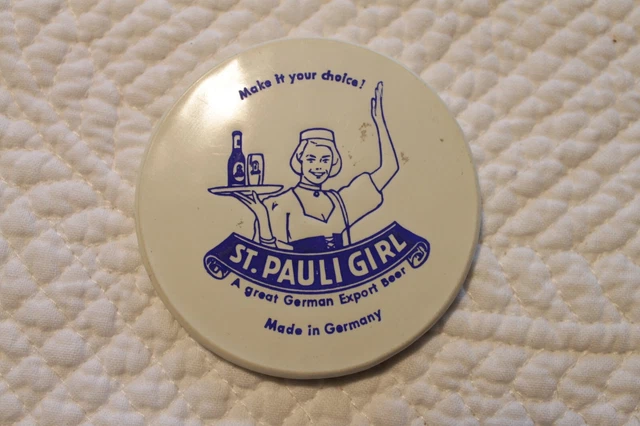 Make it your choice!
ST. PAULI GIRL
A great German Export Beer
Made in Germany